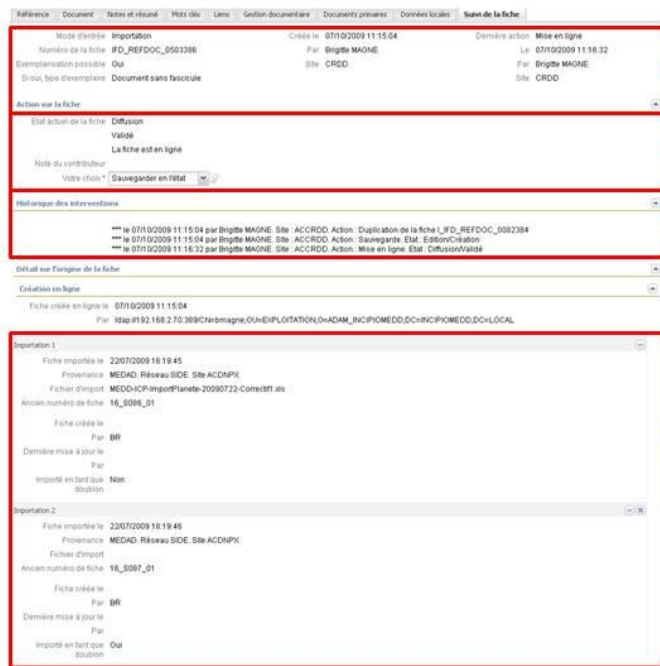 Référence Document Notes et résumé Mots clés Liens Gestion documentaire Documents primaires Données locales Suivi de la fiche
Mode d'entrée Importation Créée le 07/10/2009 11:15:04 Dernière action Mise en ligne
Numéro de la fiche IFD_REFDOC_0503386 Par Brigitte MAGNE Le 07/10/2009 11:16:32
Exemplarisation possible Oui Site CRDD Par Brigitte MAGNE
Si oui, type d'exemplaire Document sans fascicule Site CRDD
Action sur la fiche
Etat actuel de la fiche Diffusion
Validé
La fiche est en ligne
Note du contributeur
Votre choix * Sauvegarder en l'état
Historique des interventions
*** le 07/10/2009 11:15:04 par Brigitte MAGNE. Site : ACCRDD. Action : Duplication de la fiche I_IFD_REFDOC_0082384
*** le 07/10/2009 11:15:04 par Brigitte MAGNE. Site : ACCRDD. Action : Sauvegarde. Etat : Edition/Création
*** le 07/10/2009 11:16:32 par Brigitte MAGNE. Site : ACCRDD. Action : Mise en ligne. Etat : Diffusion/Validé
Détail sur l'origine de la fiche
Création en ligne
Fiche créée en ligne le 07/10/2009 11:15:04
Par ldap://192.168.2.70:389/CN=bmagne,OU=EXPLOITATION,O=ADAM_INCIPIOMEDD,DC=INCIPIOMEDD,DC=LOCAL
Importation 1
Fiche importée le 22/07/2009 16:19:45
Provenance MEDAD. Réseau SIDE. Site ACDNPX
Fichier d'import MEDD-ICP-ImportPlanete-20090722-Correctif1.xls
Ancien numéro de fiche 16_S086_01
Fiche créée le
Par BR
Dernière mise à jour le
Par
Importé en tant que Non
doublon
Importation 2
Fiche importée le 22/07/2009 16:19:46
Provenance MEDAD. Réseau SIDE. Site ACDNPX
Fichier d'import
Ancien numéro de fiche 16_S087_01
Fiche créée le
Par BR
Dernière mise à jour le
Par
Importé en tant que Oui
doublon